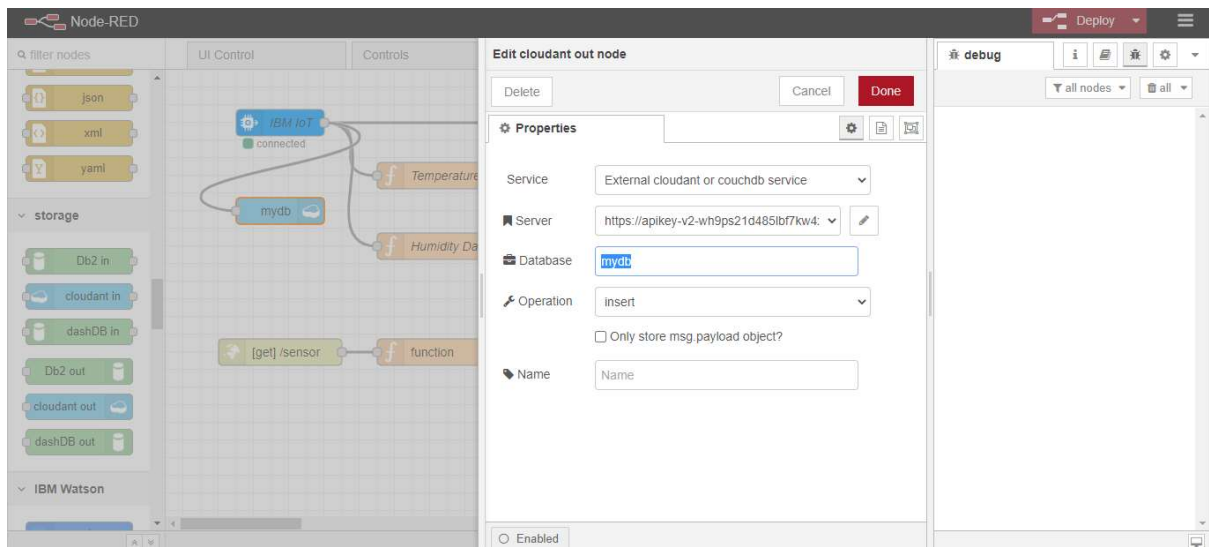 Node-RED
Deploy
filter nodes
json
xml
yaml
storage
Db2 in
cloudant in
dashDB in
Db2 out
cloudant out
dashDB out
IBM Watson
UI Control
Controls
IBM IoT
connected
Temperature
mydb
Humidity Da
[get] /sensor
function
Edit cloudant out node
Delete
Cancel
Done
Properties
Service
External cloudant or couchdb service
Server
https://apikey-v2-wh9ps21d485lbf7kw4:
Database
mydb
Operation
insert
Only store msg.payload object?
Name
Name
Enabled
debug
i
all nodes
all